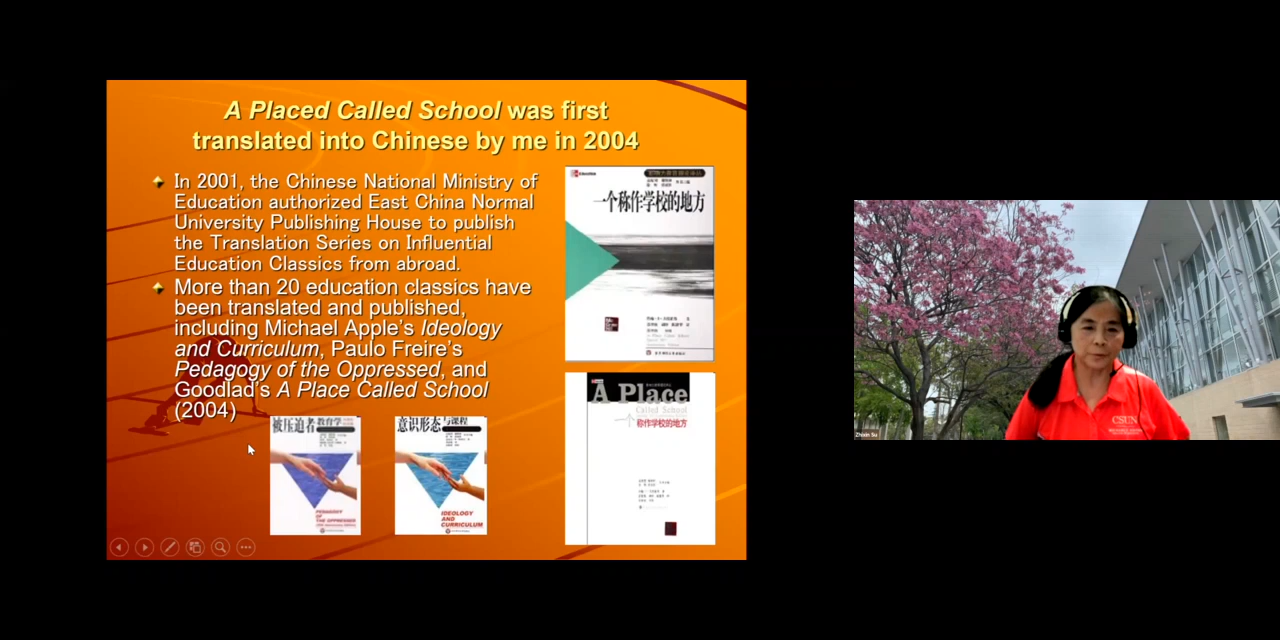 A Placed Called School was first
translated into Chinese by me in 2004
In 2001, the Chinese National Ministry of
Education authorized East China Normal
University Publishing House to publish
the Translation Series on Influential
Education Classics from abroad.
More than 20 education classics have
been translated and published,
including Michael Apple's Ideology
and Curriculum, Paulo Freire's
Pedagogy of the Oppressed, and
Goodlad's A Place Called School
(2004)
一个称作学校的地方
A Place
Called School
一个 称作学校的地方
被压迫者教育学
PEDAGOGY
OF
THE OPPRESSED
意识形态与课程
IDEOLOGY
AND
CURRICULUM
CSUN
Zhixin Su